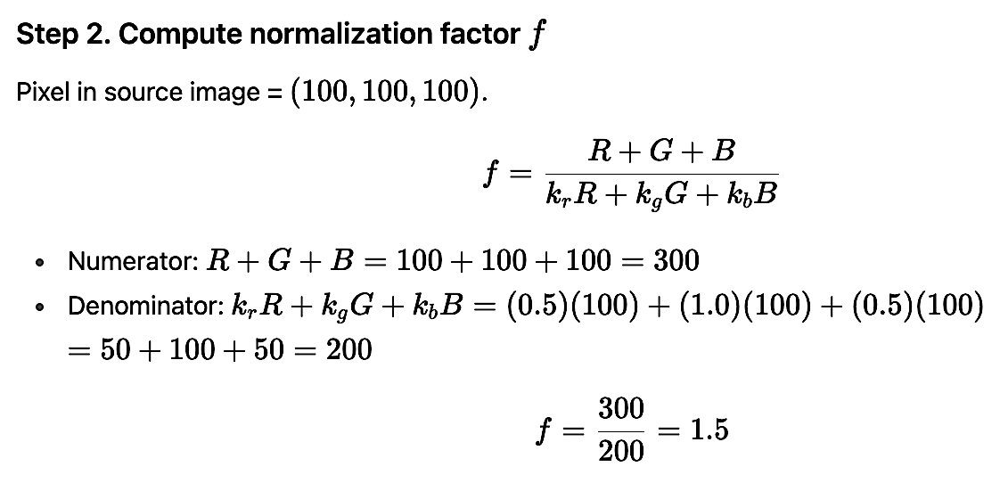 Step 2. Compute normalization factor f
Pixel in source image = (100, 100, 100).
f = \frac{R + G + B}{k_r R + k_g G + k_b B}
• Numerator: R + G + B = 100 + 100 + 100 = 300
• Denominator: k_r R + k_g G + k_b B = (0.5)(100) + (1.0)(100) + (0.5)(100)
= 50 + 100 + 50 = 200
f = \frac{300}{200} = 1.5